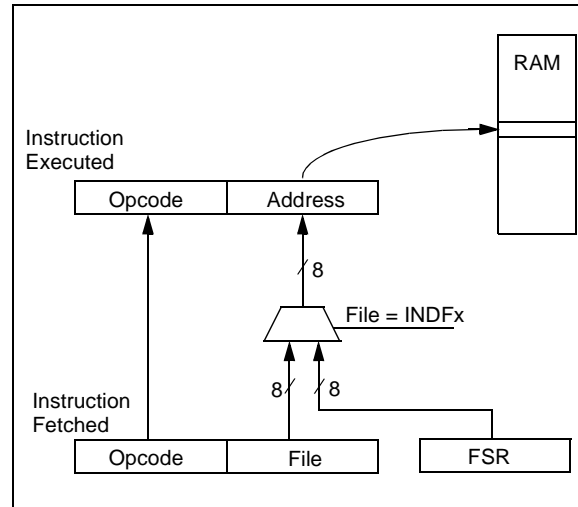 RAM
Instruction
Executed
Opcode
Address
8
File = INDFx
8
8
Instruction
Fetched
Opcode
File
FSR